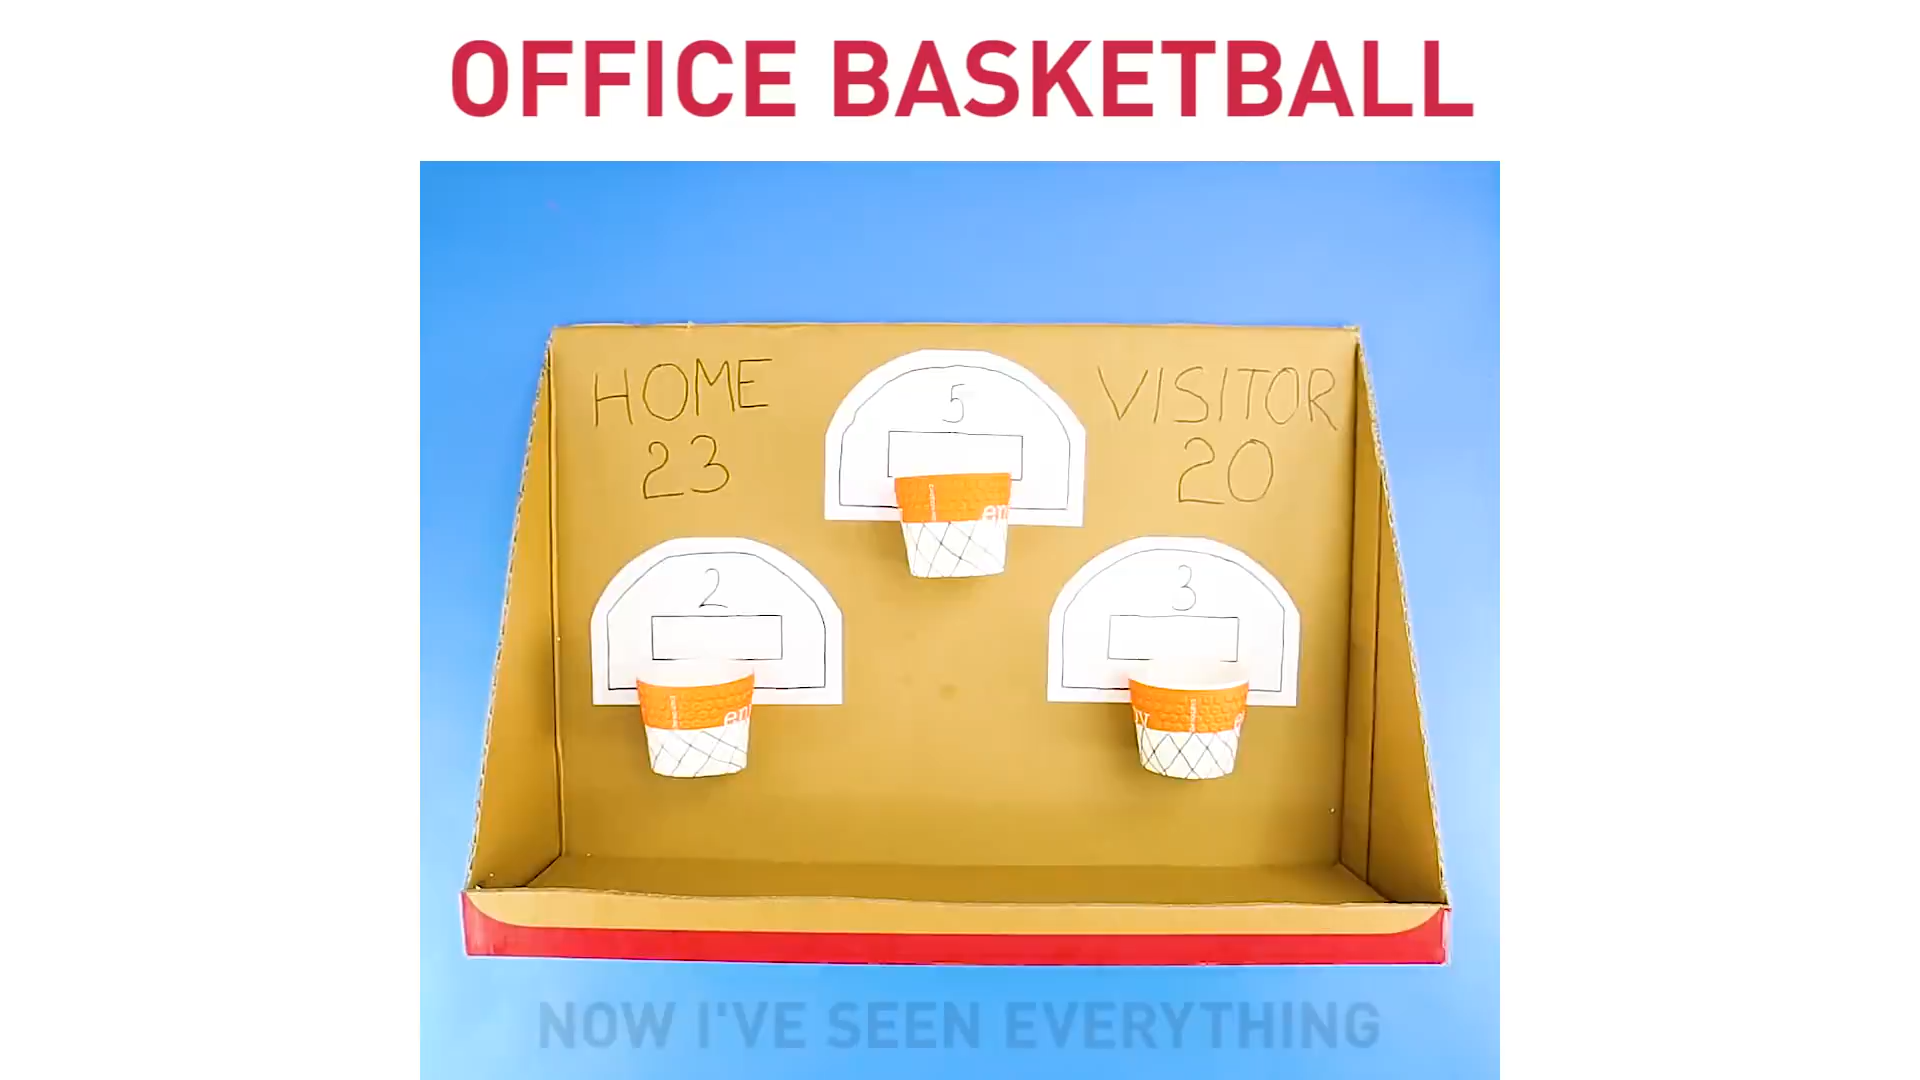 OFFICE BASKETBALL
HOME
23
5
VISITOR
20
2
3
NOW I'VE SEEN EVERYTHING